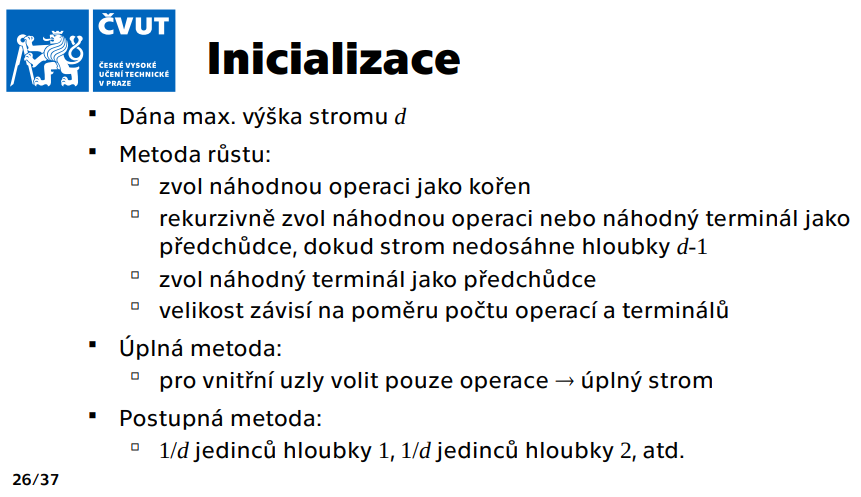 ČVUT
ČESKÉ VYSOKÉ
UČENÍ TECHNICKÉ
V PRAZE
Inicializace
▪ Dána max. výška stromu d
▪ Metoda růstu:
▫ zvol náhodnou operaci jako kořen
▫ rekurzivně zvol náhodnou operaci nebo náhodný terminál jako
předchůdce, dokud strom nedosáhne hloubky d-1
▫ zvol náhodný terminál jako předchůdce
▫ velikost závisí na poměru počtu operací a terminálů
▪ Úplná metoda:
▫ pro vnitřní uzly volit pouze operace → úplný strom
▪ Postupná metoda:
▫ 1/d jedinců hloubky 1, 1/d jedinců hloubky 2, atd.
26/37